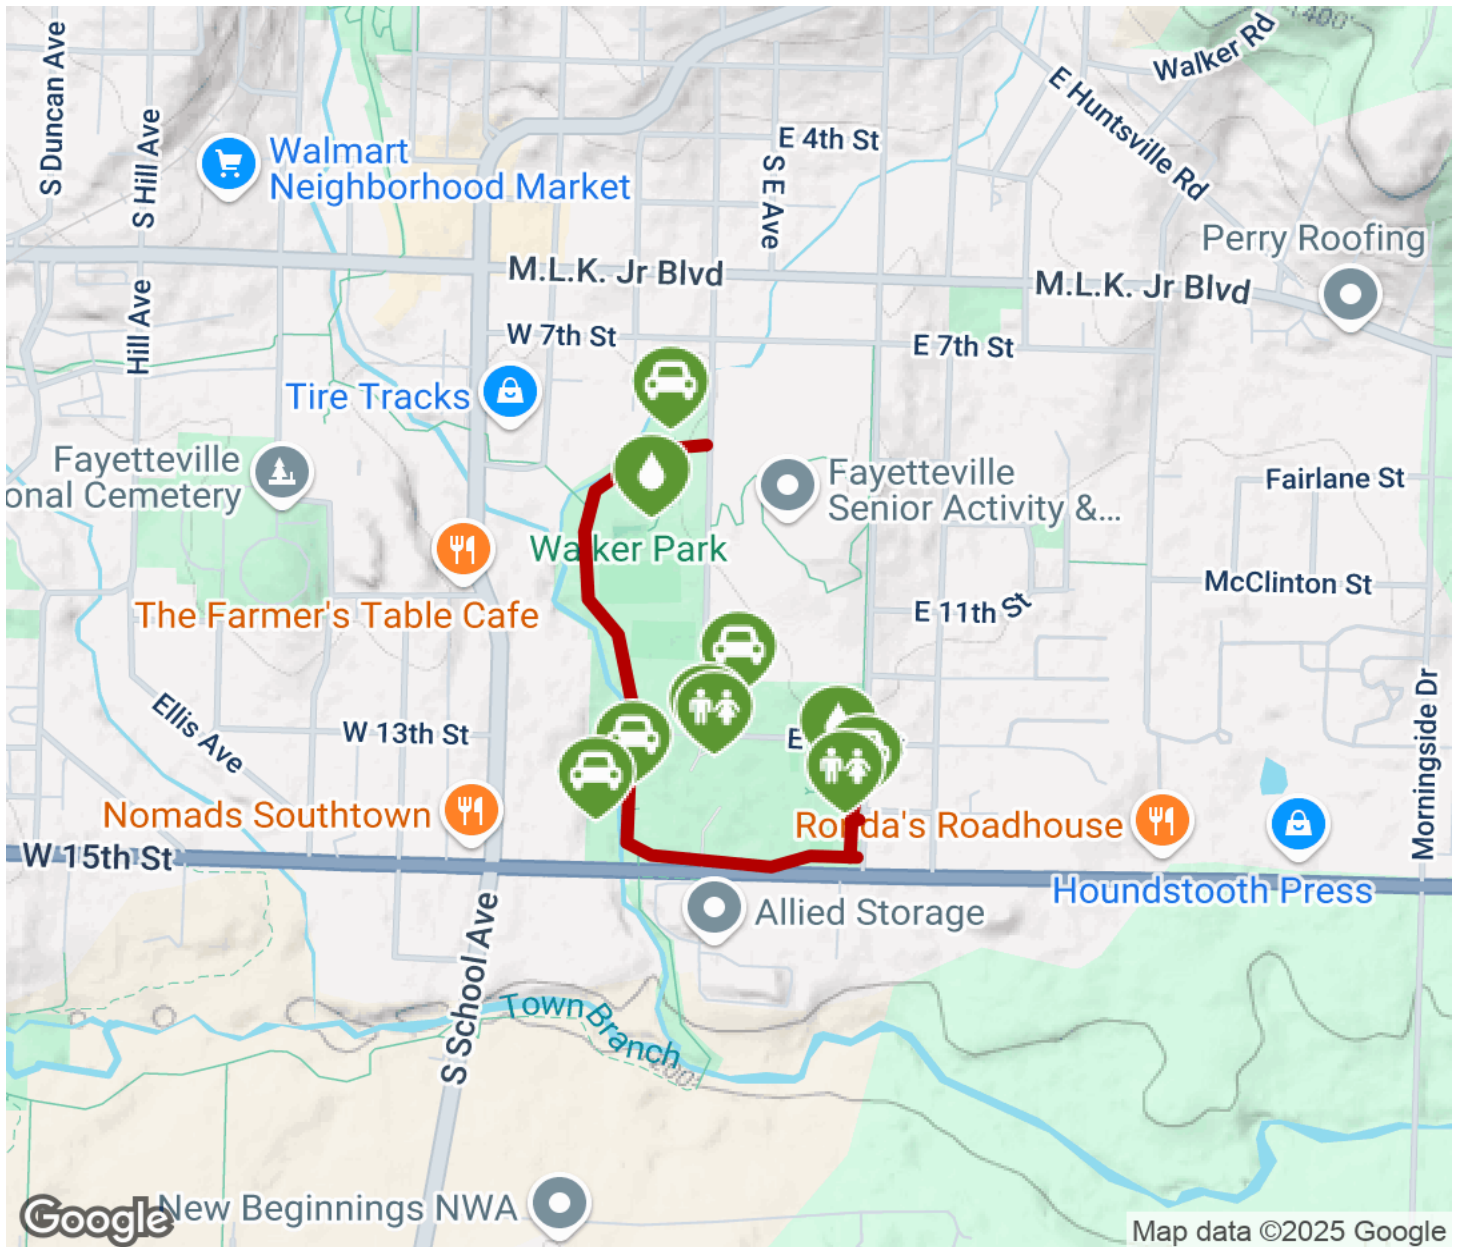 S Duncan Ave
S Hill Ave
Walker Rd
1400'
E Huntsville Rd
E 4th St
S E Ave
Walmart
Neighborhood Market
Perry Roofing
M.L.K. Jr Blvd
M.L.K. Jr Blvd
Hill Ave
W 7th St
E 7th St
Tire Tracks
Fayetteville
onal Cemetery
Fayetteville
Senior Activity &...
Fairlane St
Walker Park
McClinton St
The Farmer's Table Cafe
E 11th St
Ellis Ave
W 13th St
E
Morningside Dr
Nomads Southtown
Ronda's Roadhouse
W 15th St
Houndstooth Press
Allied Storage
S School Ave
Town Branch
New Beginnings NWA
Google
Map data ©2025 Google